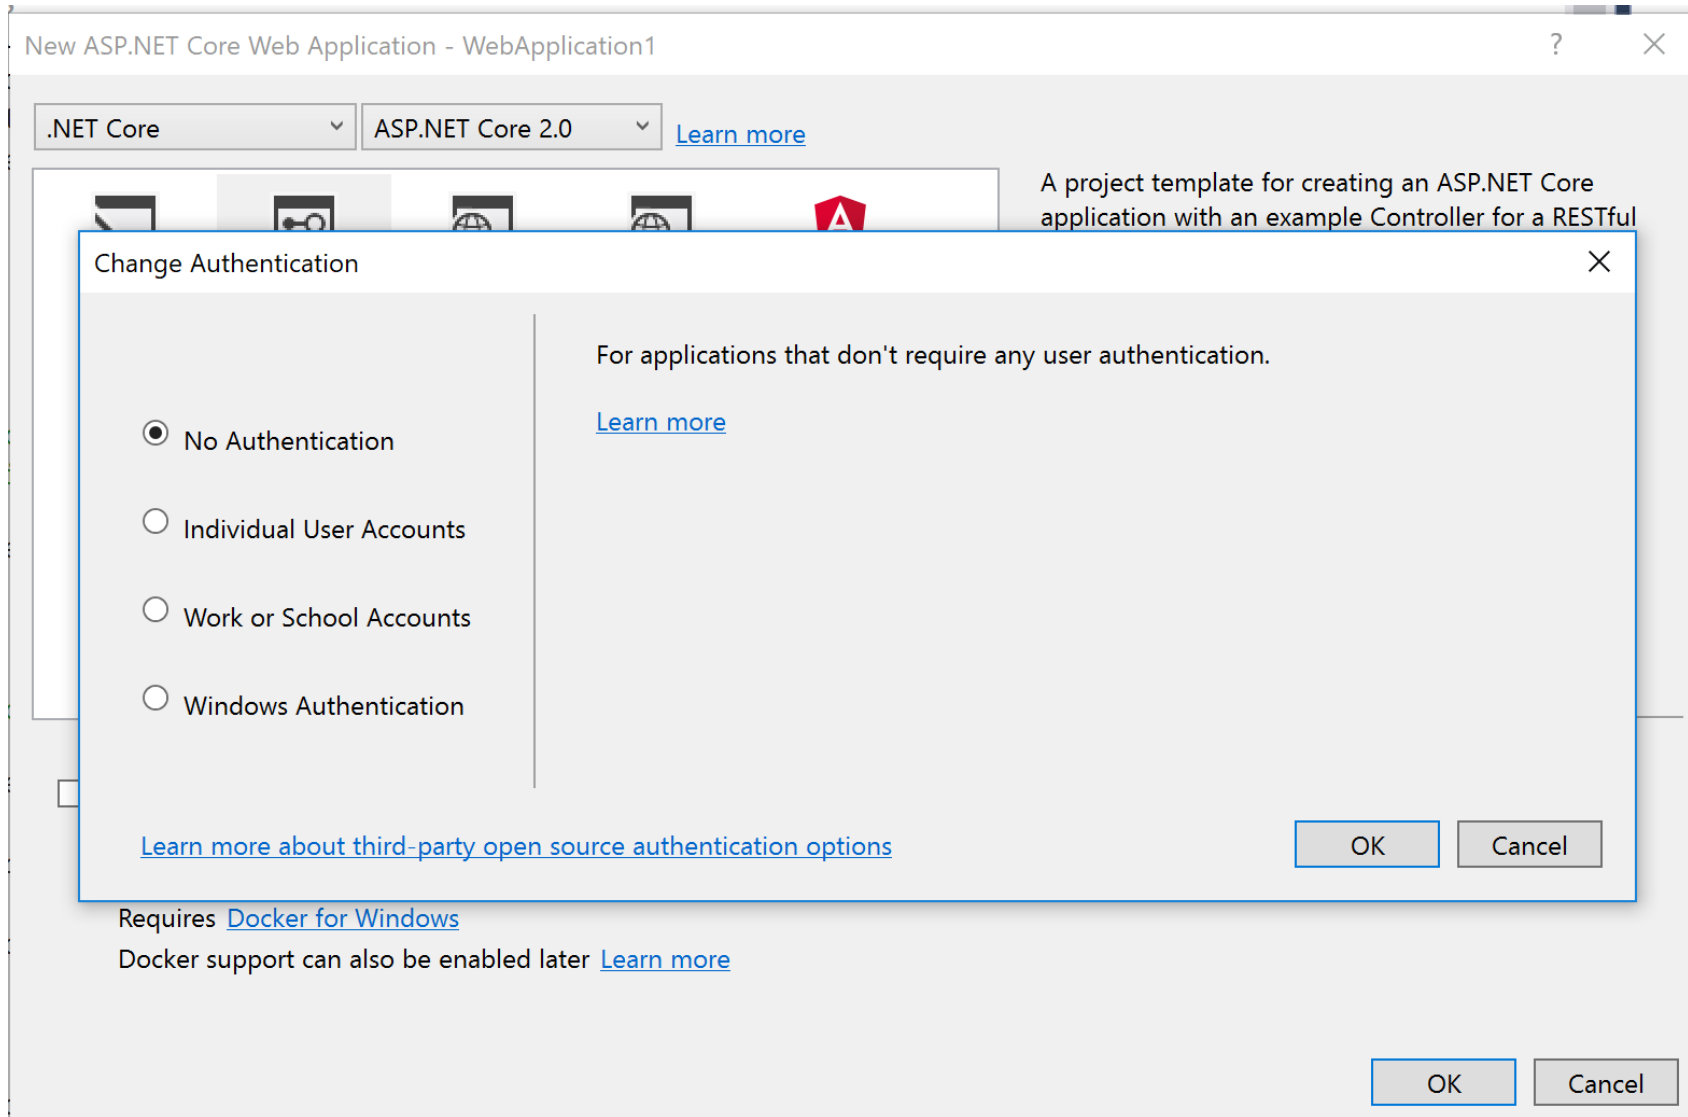 New ASP.NET Core Web Application - WebApplication1
?
.NET Core
ASP.NET Core 2.0
Learn more
A project template for creating an ASP.NET Core
application with an example Controller for a RESTful
Change Authentication
For applications that don't require any user authentication.
Learn more
No Authentication
Individual User Accounts
Work or School Accounts
Windows Authentication
Learn more about third-party open source authentication options
OK
Cancel
Requires Docker for Windows
Docker support can also be enabled later Learn more
OK
Cancel